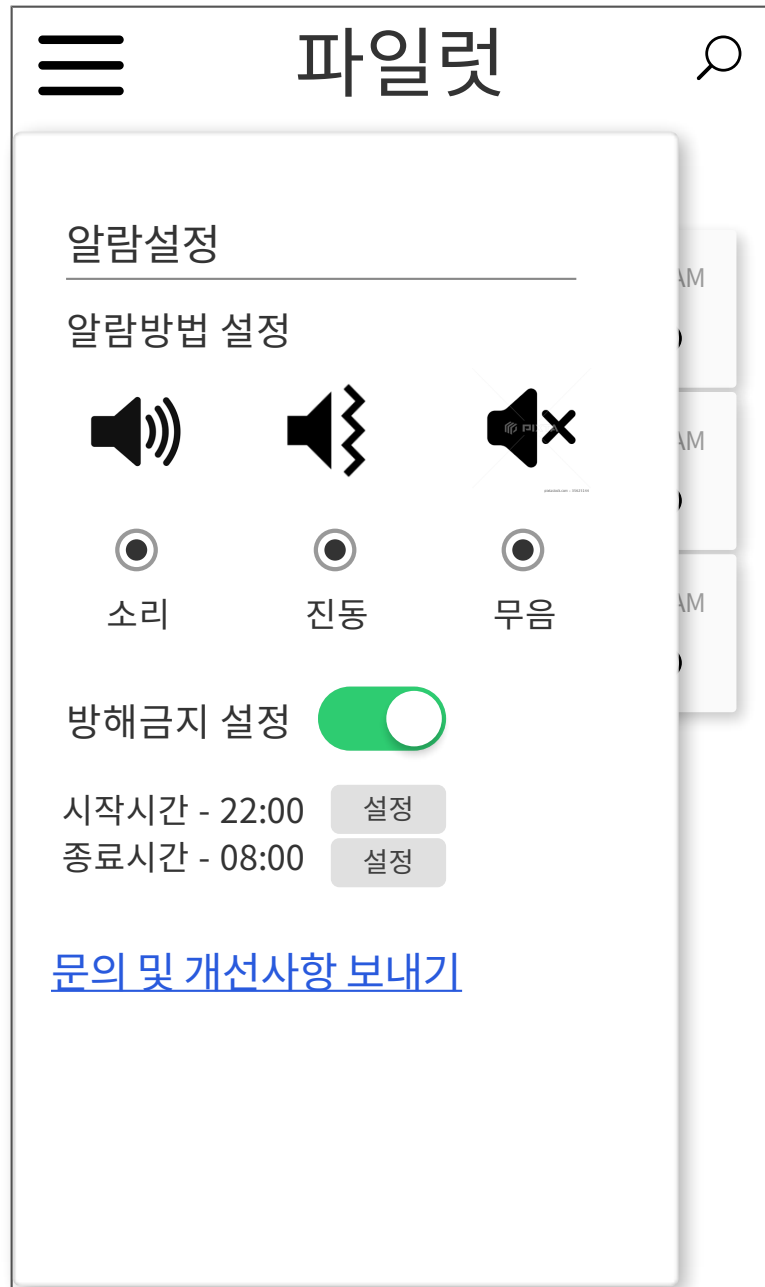 파일럿
알람설정
알람방법 설정
소리 진동 무음
방해금지 설정
시작시간 - 22:00 설정
종료시간 - 08:00 설정
문의 및 개선사항 보내기
AM
AM
AM